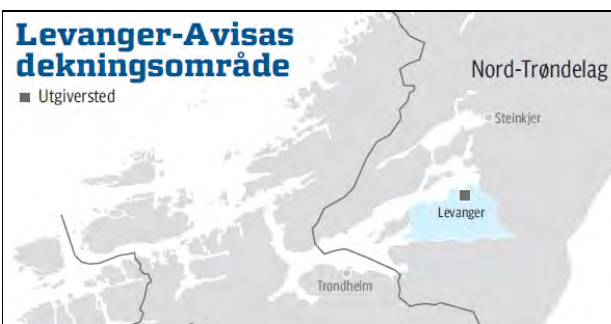 Levanger-Avisas
dekningsområde
Utgiversted
Nord-Trøndelag
Steinkjer
Levanger
Trondheim